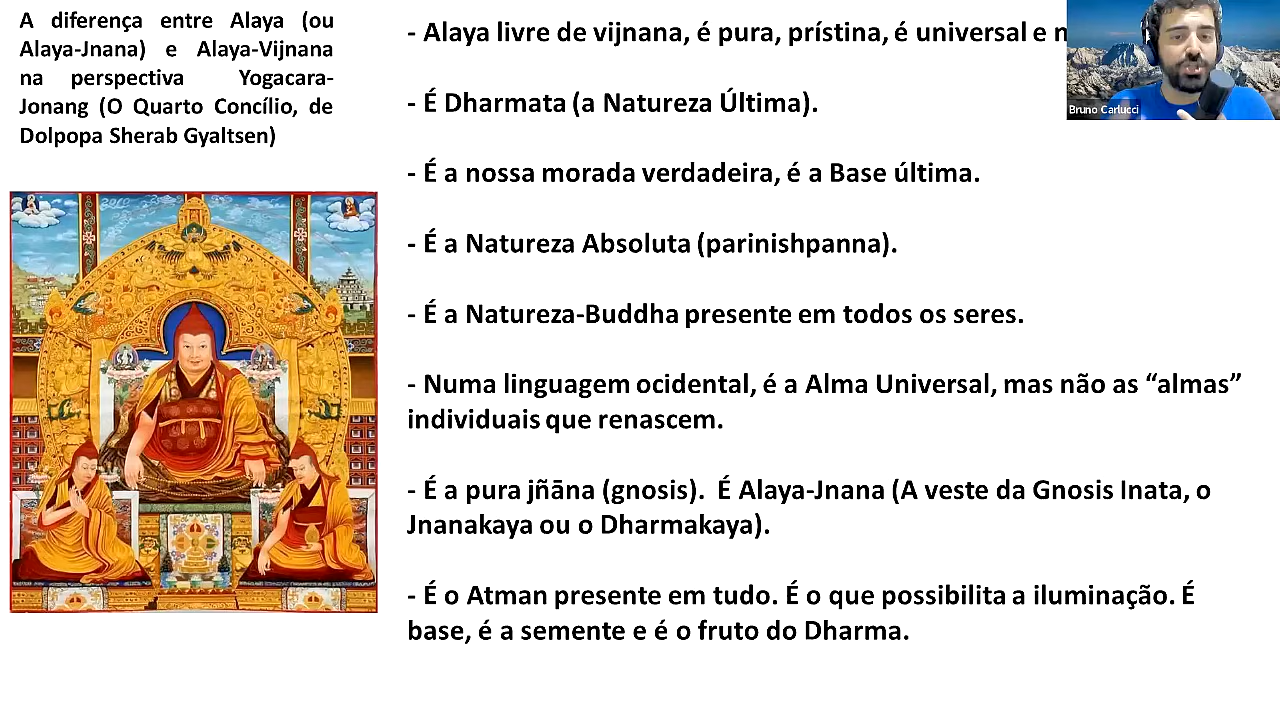 A diferença entre Alaya (ou
Alaya-Jnana) e Alaya-Vijnana
na perspectiva Yogacara-
Jonang (O Quarto Concílio, de
Dolpopa Sherab Gyaltsen)
- Alaya livre de vijnana, é pura, prístina, é universal e
- É Dharmata (a Natureza Última).
- É a nossa morada verdadeira, é a Base última.
- É a Natureza Absoluta (parinishpanna).
- É a Natureza-Buddha presente em todos os seres.
- Numa linguagem ocidental, é a Alma Universal, mas não as “almas”
individuais que renascem.
- É a pura jñāna (gnosis). É Alaya-Jnana (A veste da Gnosis Inata, o
Jnanakaya ou o Dharmakaya).
- É o Atman presente em tudo. É o que possibilita a iluminação. É
base, é a semente e é o fruto do Dharma.
Bruno Carlucci